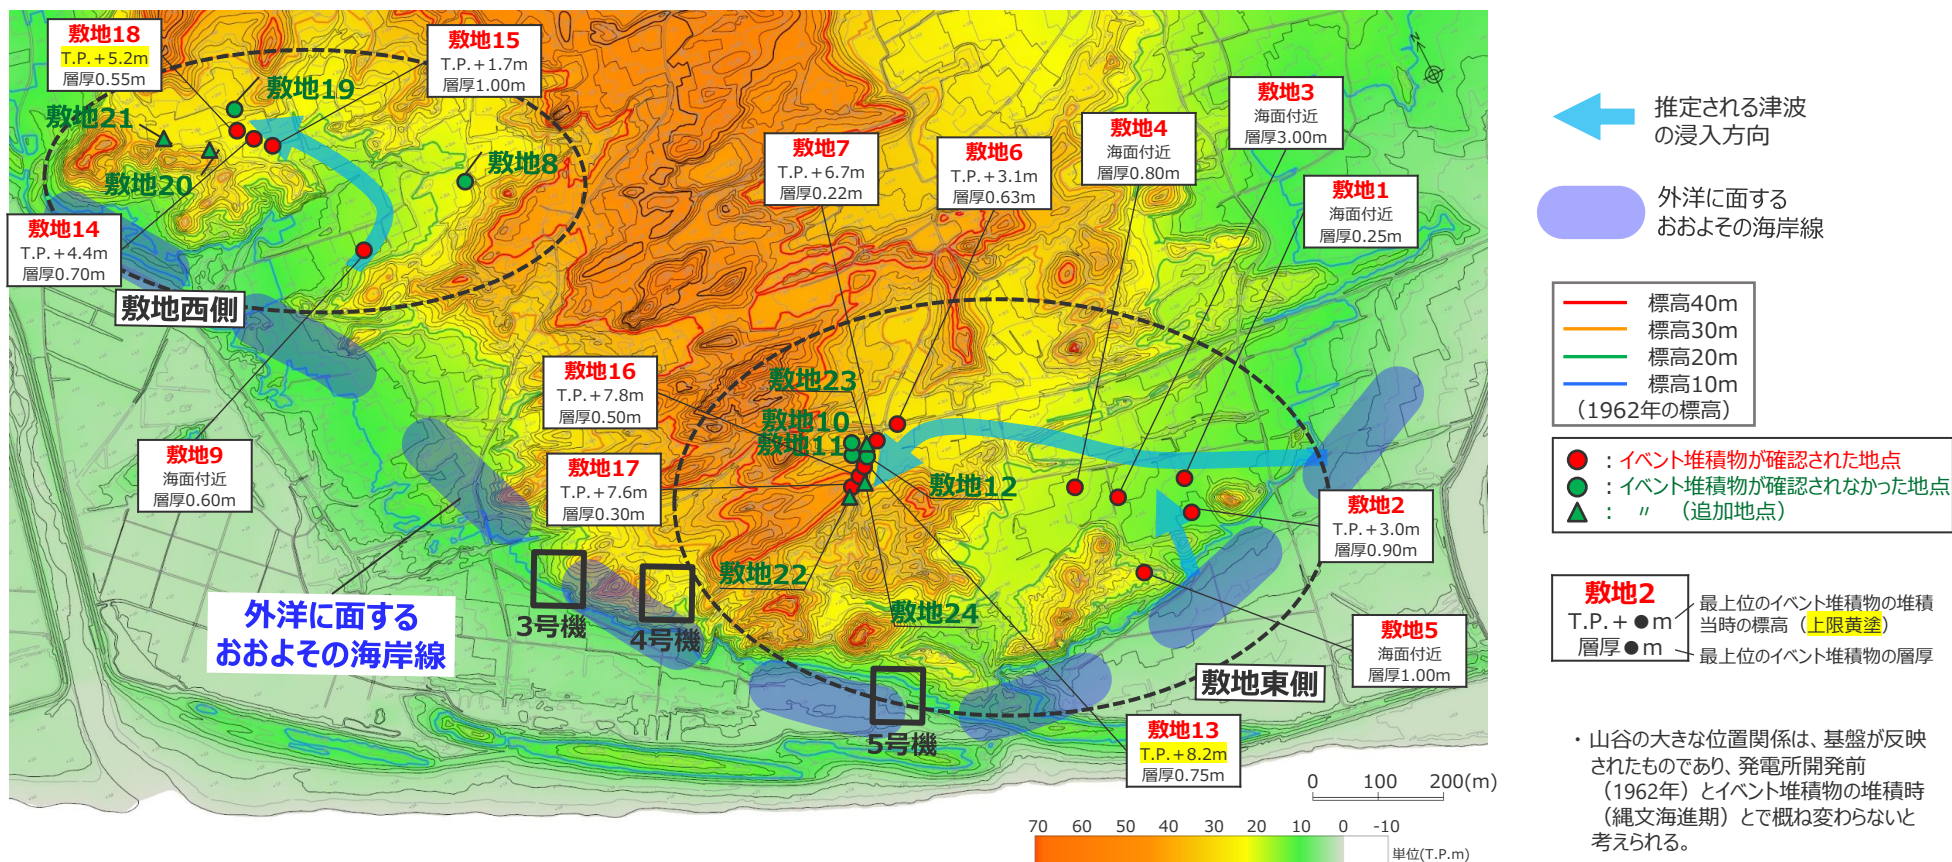 敷地18
T.P.+5.2m
層厚0.55m
敷地15
T.P.+1.7m
層厚1.00m
敷地19
敷地21
敷地20
敷地8
敷地14
T.P.+4.4m
層厚0.70m
敷地西側
敷地9
海面付近
層厚0.60m
敷地7
T.P.+6.7m
層厚0.22m
敷地6
T.P.+3.1m
層厚0.63m
敷地4
海面付近
層厚0.80m
敷地3
海面付近
層厚3.00m
敷地1
海面付近
層厚0.25m
敷地16
T.P.+7.8m
層厚0.50m
敷地23
敷地10
敷地11
敷地17
T.P.+7.6m
層厚0.30m
敷地12
敷地2
T.P.+3.0m
層厚0.90m
敷地22
敷地24
敷地5
海面付近
層厚1.00m
敷地東側
敷地13
T.P.+8.2m
層厚0.75m
外洋に面する
おおよその海岸線
3号機
4号機
5号機
0 100 200(m)
70 60 50 40 30 20 10 0 -10
単位(T.P.m)
推定される津波
の浸入方向
外洋に面する
おおよその海岸線
標高40m
標高30m
標高20m
標高10m
(1962年の標高)
:イベント堆積物が確認された地点
:イベント堆積物が確認されなかった地点
: 〃 (追加地点)
敷地2
T.P.+●m
層厚●m
最上位のイベント堆積物の堆積
当時の標高(上限黄塗)
最上位のイベント堆積物の層厚
・山谷の大きな位置関係は、基盤が反映
されたものであり、発電所開発前
(1962年)とイベント堆積物の堆積時
(縄文海進期)とで概ね変わらないと
考えられる。